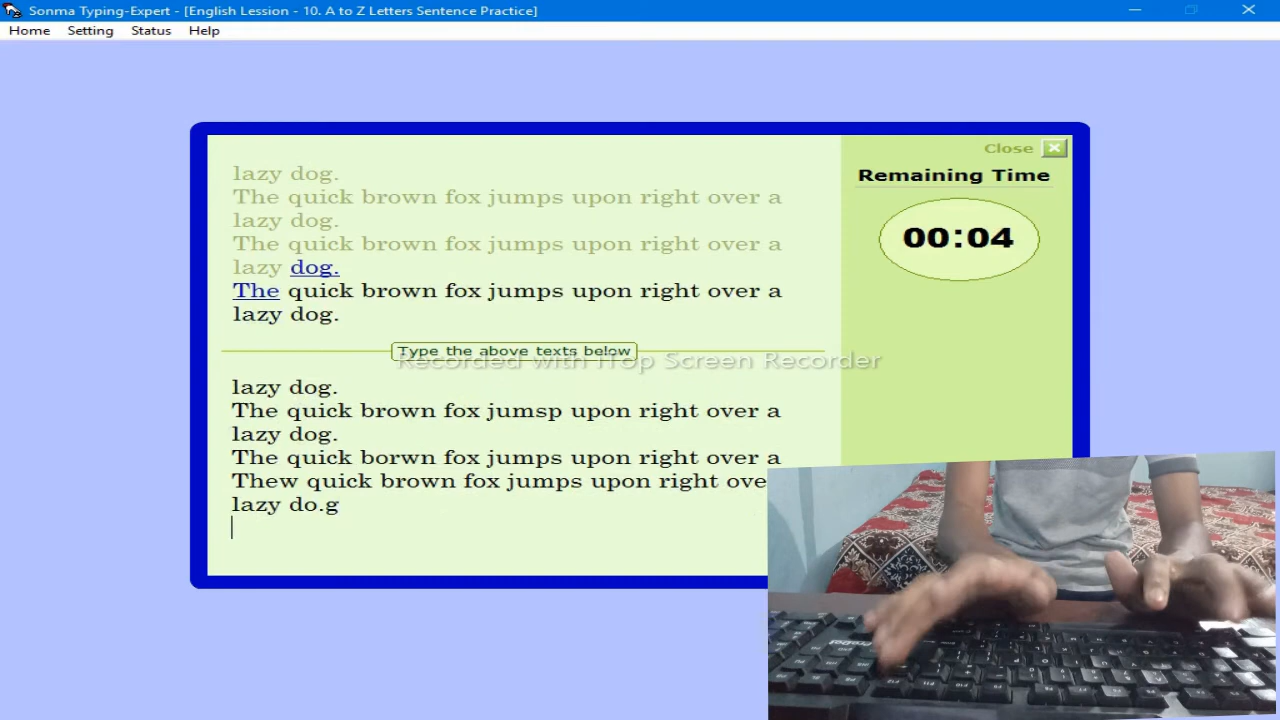 Sonma Typing-Expert - [English Lession - 10. A to Z Letters Sentence Practice]
Home Setting Status Help
Close
Remaining Time
00:04
lazy dog.
The quick brown fox jumps upon right over a
lazy dog.
The quick brown fox jumps upon right over a
lazy dog.
The quick brown fox jumps upon right over a
lazy dog.
Type the above texts below
Recorded with iTop Screen Recorder
lazy dog.
The quick brown fox jumsp upon right over a
lazy dog.
The quick borwn fox jumps upon right over a
Thew quick brown fox jumps upon right ove
lazy do.g